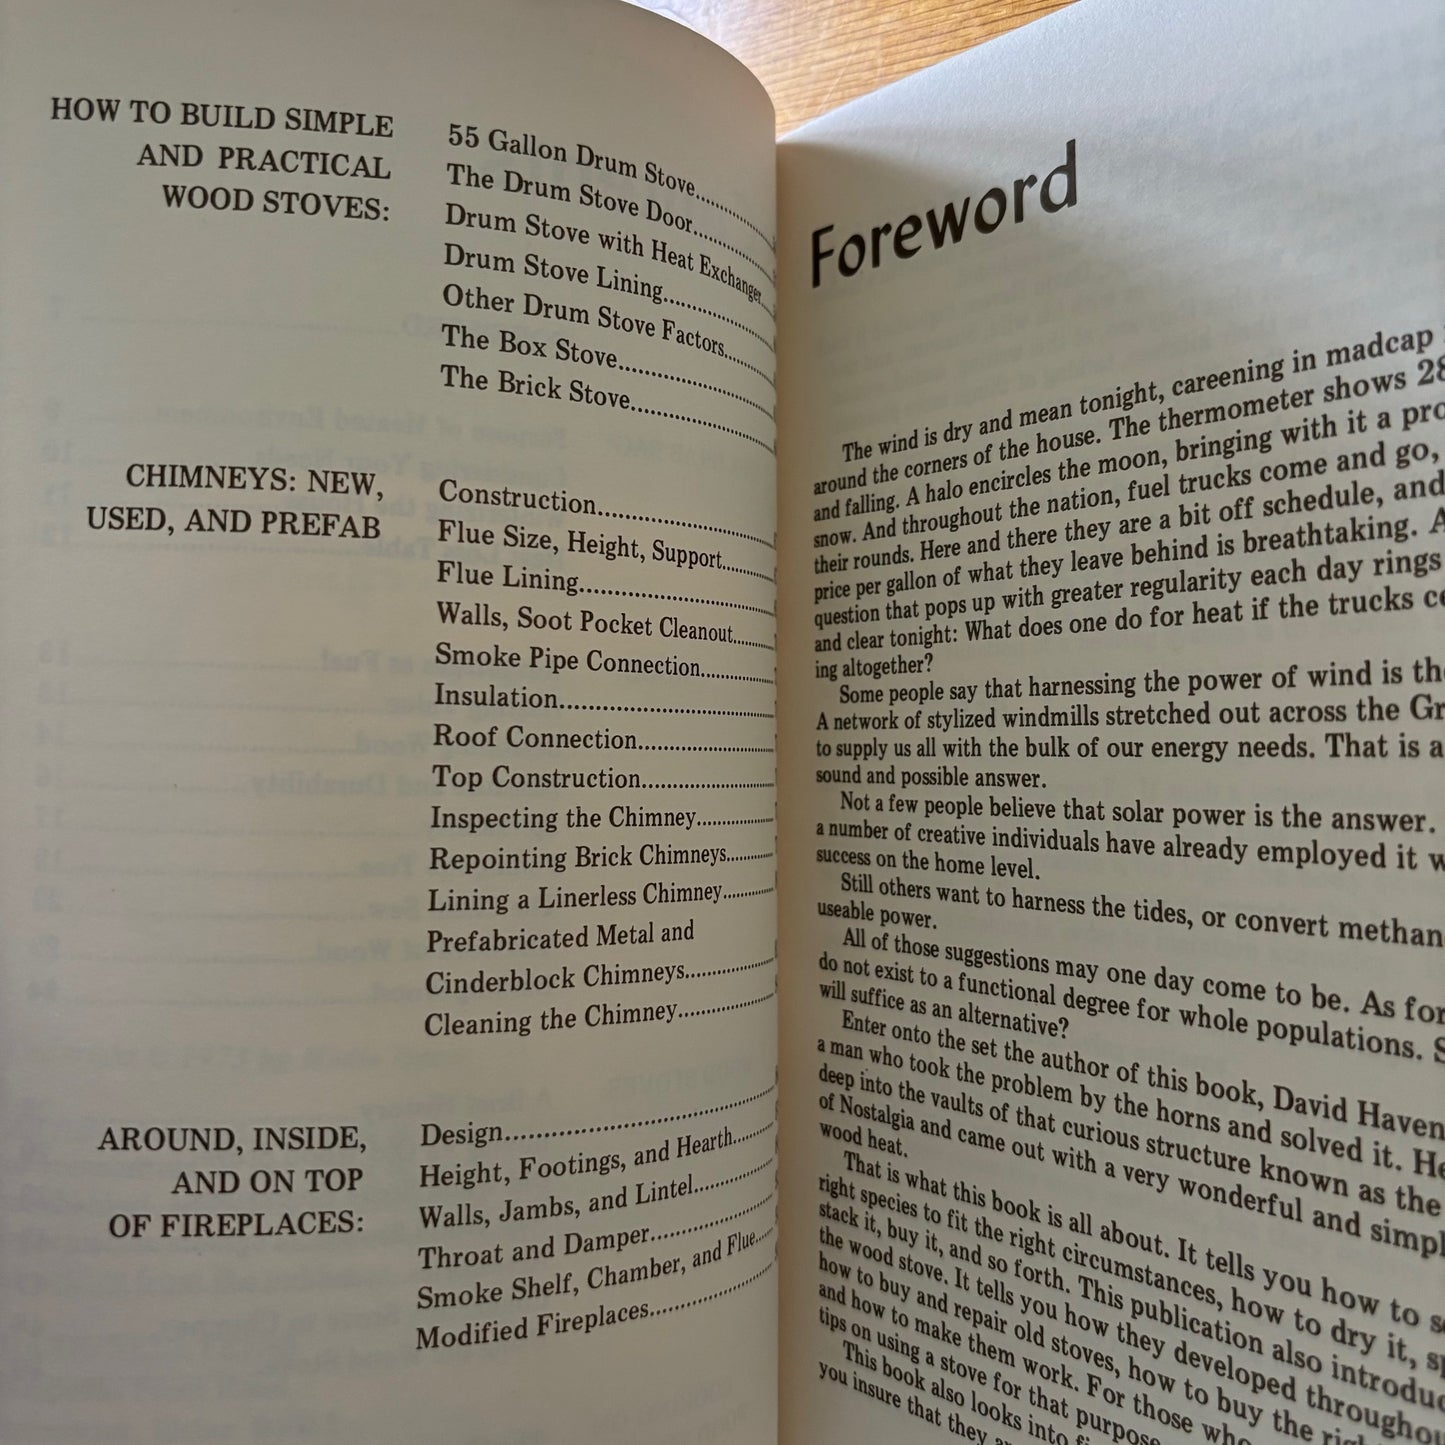 HOW TO BUILD SIMPLE
AND PRACTICAL
WOOD STOVES:
55 Gallon Drum Stove
The Drum Stove Door
Drum Stove with Heat Exchanger
Drum Stove Lining
Other Drum Stove Factors
The Box Stove
The Brick Stove
CHIMNEYS: NEW,
USED, AND PREFAB
Construction
Flue Size, Height, Support
Flue Lining
Walls, Soot Pocket Cleanout
Smoke Pipe Connection
Insulation
Roof Connection
Top Construction
Inspecting the Chimney
Repointing Brick Chimneys
Lining a Linerless Chimney
Prefabricated Metal and
Cinderblock Chimneys
Cleaning the Chimney
AROUND, INSIDE,
AND ON TOP
OF FIREPLACES:
Design
Height, Footings, and Hearth
Walls, Jambs, and Lintel
Throat and Damper
Smoke Shelf, Chamber, and Flue
Modified Fireplaces
Foreword
The wind is dry and mean tonight, careening in madcap
around the corners of the house. The thermometer shows 28
and falling. A halo encircles the moon, bringing with it a pro
snow. And throughout the nation, fuel trucks come and go,
their rounds. Here and there they are a bit off schedule, and
price per gallon of what they leave behind is breathtaking. A
question that pops up with greater regularity each day rings
and clear tonight: What does one do for heat if the trucks ce
ing altogether?
Some people say that harnessing the power of wind is the
A network of stylized windmills stretched out across the Gr
to supply us all with the bulk of our energy needs. That is a
sound and possible answer.
Not a few people believe that solar power is the answer.
a number of creative individuals have already employed it w
success on the home level.
Still others want to harness the tides, or convert methan
useable power.
All of those suggestions may one day come to be. As for
do not exist to a functional degree for whole populations. S
will suffice as an alternative?
Enter onto the set the author of this book, David Haven
a man who took the problem by the horns and solved it. He
deep into the vaults of that curious structure known as the
of Nostalgia and came out with a very wonderful and simpl
wood heat.
That is what this book is all about. It tells you how to s
right species to fit the right circumstances, how to dry it, sp
stack it, buy it, and so forth. This publication also introduc
the wood stove. It tells you how they developed throughou
how to buy and repair old stoves, how to buy the righ
and how to make them work. For those who
tips on using a stove for that purpose
This book also looks into fi
you insure that they ar